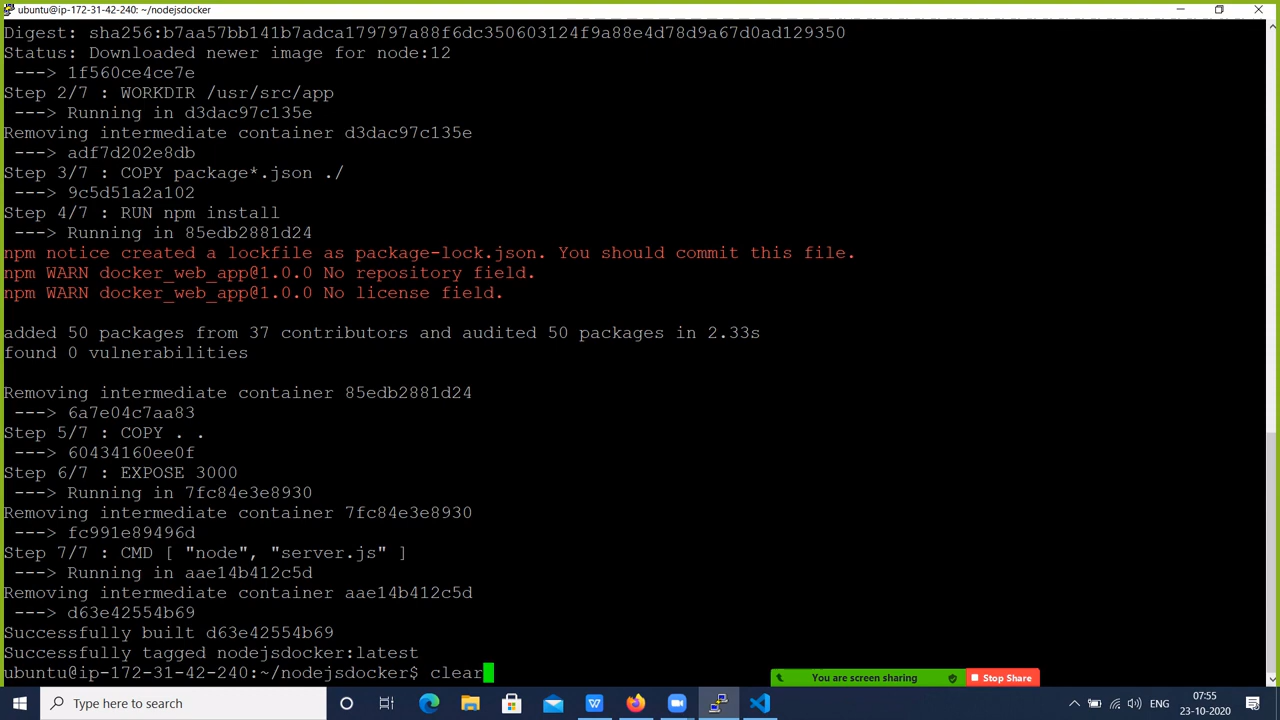 ubuntu@ip-172-31-42-240: ~/nodejsdocker
Digest: sha256:b7aa57bb141b7adca179797a88f6dc350603124f9a88e4d78d9a67d0ad129350
Status: Downloaded newer image for node:12
---> 1f560ce4ce7e
Step 2/7 : WORKDIR /usr/src/app
---> Running in d3dac97c135e
Removing intermediate container d3dac97c135e
---> adf7d202e8db
Step 3/7 : COPY package*.json ./
---> 9c5d51a2a102
Step 4/7 : RUN npm install
---> Running in 85edb2881d24
npm notice created a lockfile as package-lock.json. You should commit this file.
npm WARN docker_web_app@1.0.0 No repository field.
npm WARN docker_web_app@1.0.0 No license field.
added 50 packages from 37 contributors and audited 50 packages in 2.33s
found 0 vulnerabilities
Removing intermediate container 85edb2881d24
---> 6a7e04c7aa83
Step 5/7 : COPY . .
---> 60434160ee0f
Step 6/7 : EXPOSE 3000
---> Running in 7fc84e3e8930
Removing intermediate container 7fc84e3e8930
---> fc991e89496d
Step 7/7 : CMD [ "node", "server.js" ]
---> Running in aae14b412c5d
Removing intermediate container aae14b412c5d
---> d63e42554b69
Successfully built d63e42554b69
Successfully tagged nodejsdocker:latest
ubuntu@ip-172-31-42-240:~/nodejsdocker$ clear
You are screen sharing
Stop Share
Type here to search
ENG
07:55
23-10-2020